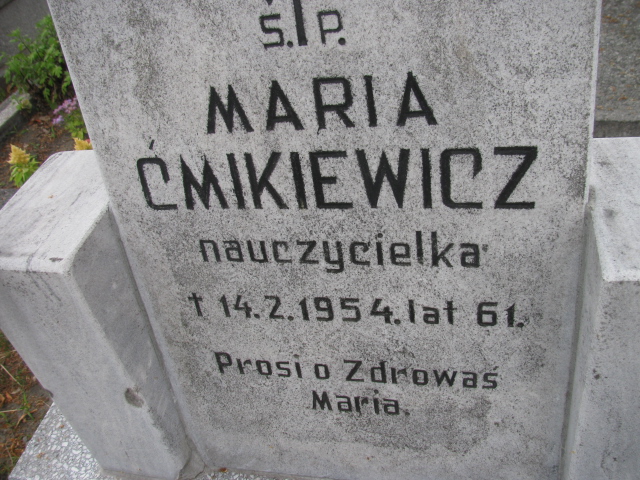 Ś.P.
MARIA
ĆMIKIEWICZ
nauczycielka
† 14.2.1954. lat 61.
Prosi o Zdrowaś
Maria.